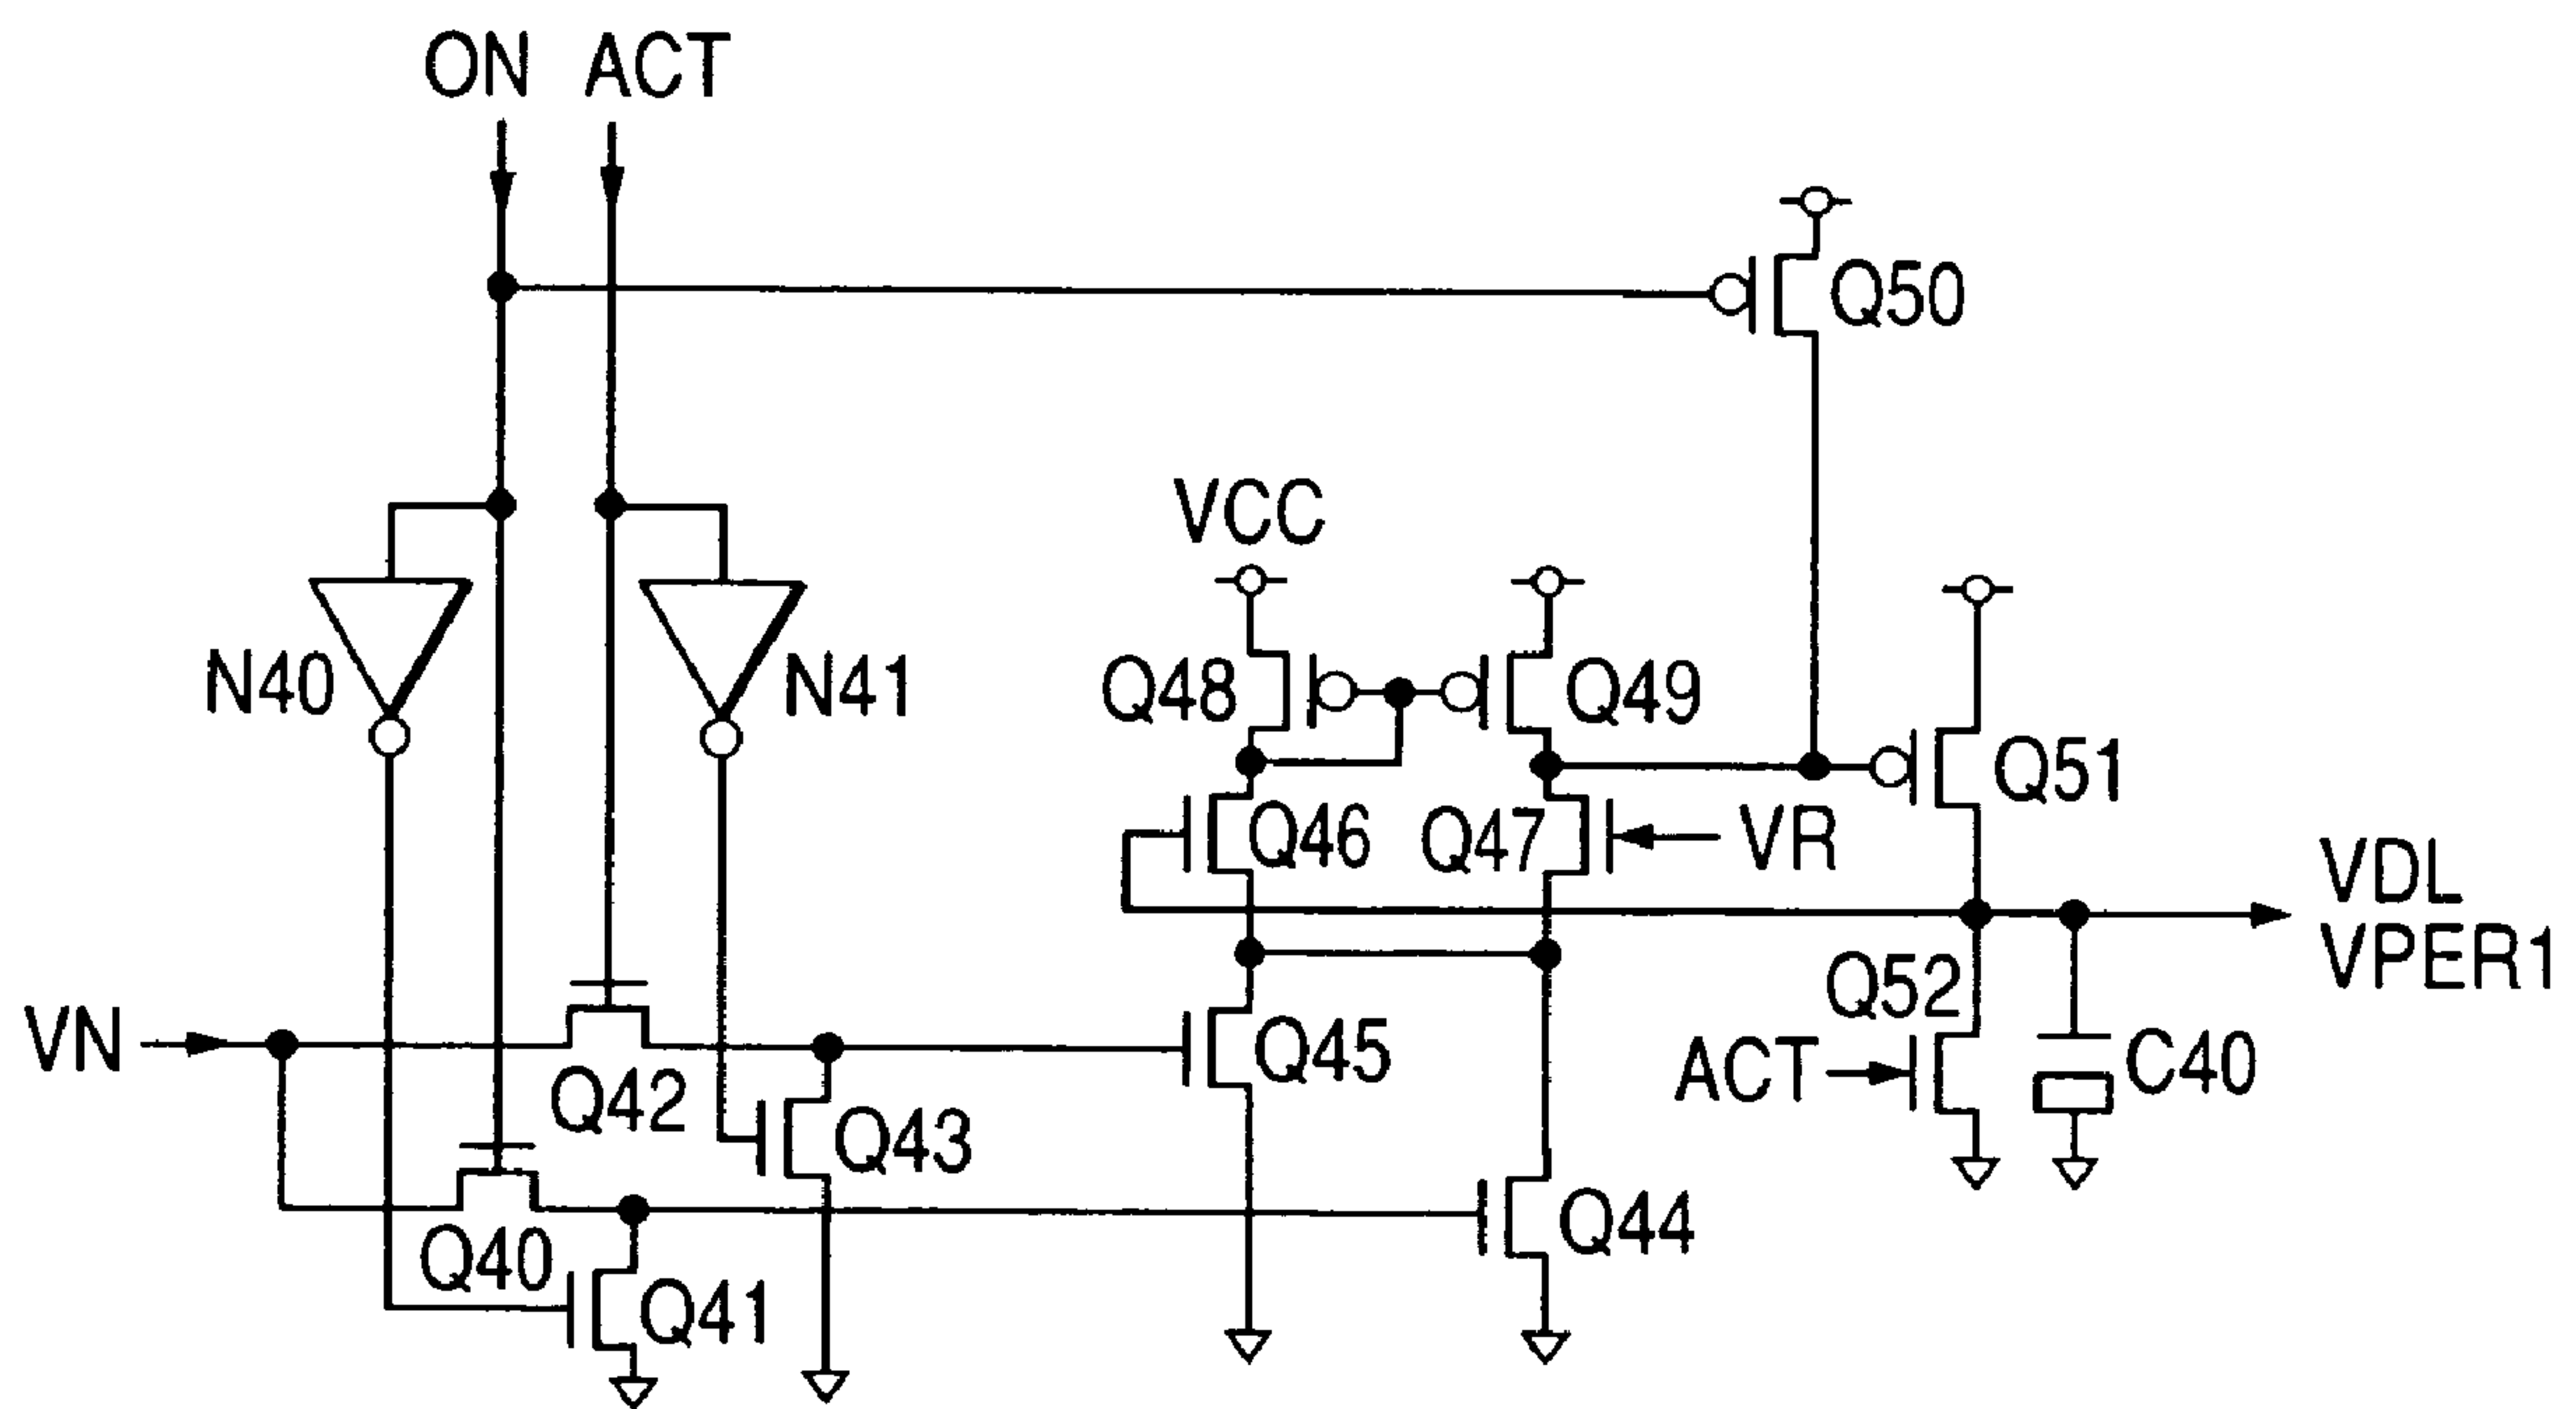 ON ACT
Q50
VCC
N40 N41 Q48 Q49
Q51
Q46 Q47 VR
VDL
VPER1
Q52
VN Q45 ACT C40
Q42
Q43
Q44
Q40
Q41